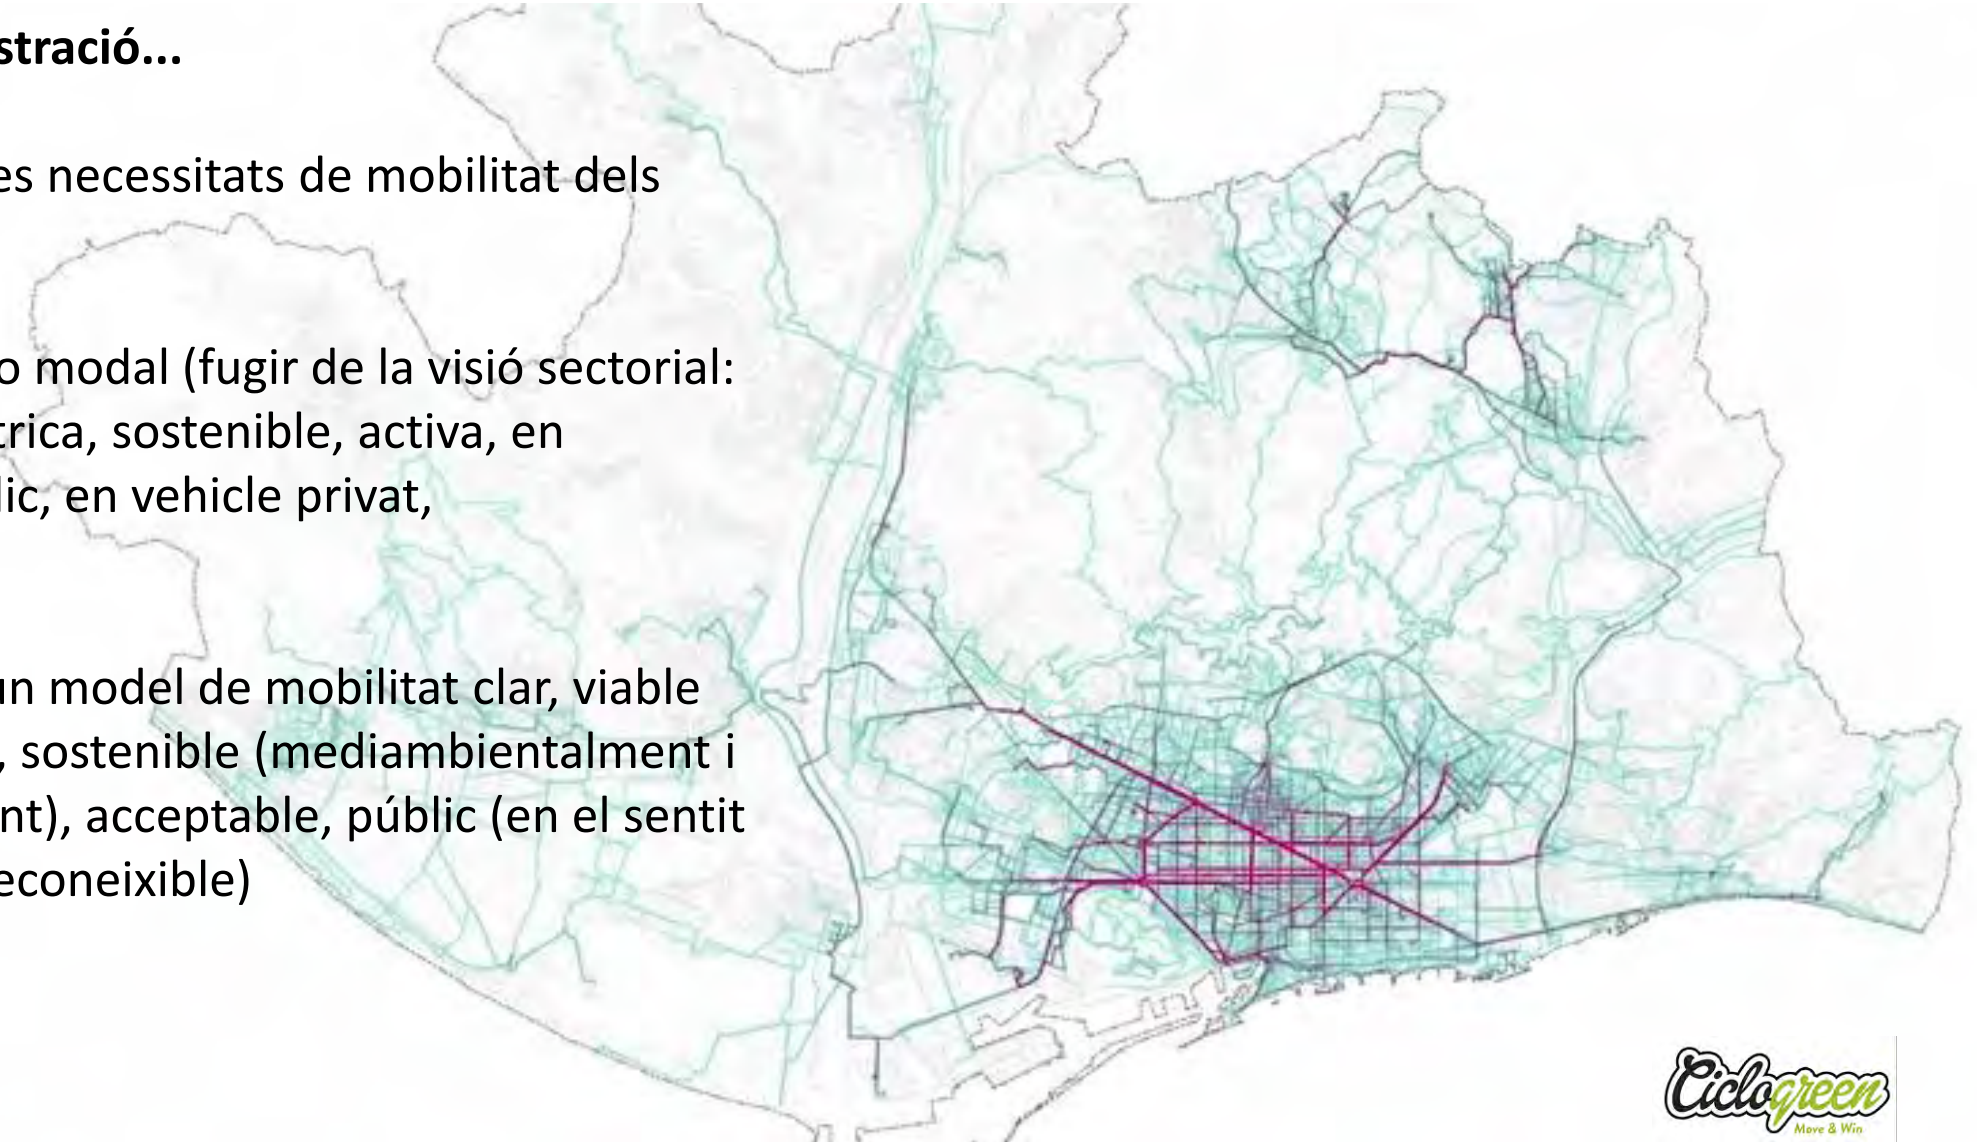 stració...
es necessitats de mobilitat dels
o modal (fugir de la visió sectorial:
trica, sostenible, activa, en
lic, en vehicle privat,
un model de mobilitat clar, viable
, sostenible (mediambientalment i
nt), acceptable, públic (en el sentit
econeixible)
Ciclogreen
Move & Win